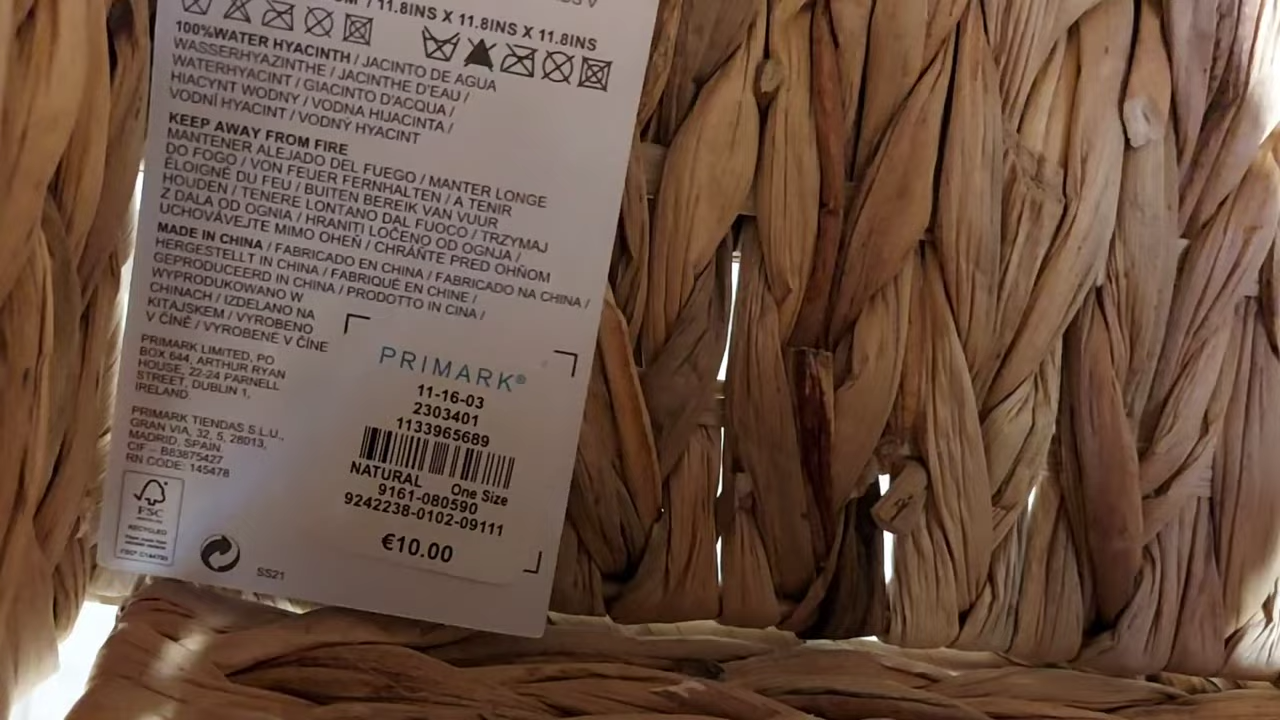 11.8INS X 11.8INS X 11.8INS
100%WATER HYACINTH / JACINTO DE AGUA
WASSERHYAZINTHE / JACINTHE D'EAU /
WATERHYACINT / GIACINTO D'ACQUA /
HIACYNT WODNY / VODNA HIJACINTA /
VODNÍ HYACINT / VODNÝ HYACINT
KEEP AWAY FROM FIRE
MANTENER ALEJADO DEL FUEGO / MANTER LONGE
DO FOGO / VON FEUER FERNHALTEN / A TENIR
ÉLOIGNÉ DU FEU / BUITEN BEREIK VAN VUUR
HOUDEN / TENERE LONTANO DAL FUOCO / TRZYMAJ
Z DALA OD OGNIA / HRANITI LOČENO OD OGNJA /
UCHOVÁVEJTE MIMO OHEŇ / CHRÁŇTE PRED OHŇOM
MADE IN CHINA / FABRICADO EN CHINA / FABRICADO NA CHINA /
HERGESTELLT IN CHINA / FABRIQUÉ EN CHINE /
GEPRODUCEERD IN CHINA / PRODOTTO IN CINA /
WYPRODUKOWANO W
CHINACH / IZDELANO NA
KITAJSKEM / VYROBENO
V ČÍNĚ / VYROBENÉ V ČÍNE
PRIMARK LIMITED, PO
BOX 644, ARTHUR RYAN
HOUSE, 22-24 PARNELL
STREET, DUBLIN 1,
IRELAND.
PRIMARK TIENDAS S.L.U.,
GRAN VIA, 32, 5, 28013,
MADRID, SPAIN
CIF - B83875427
RN CODE: 145478
FSC
RECYCLED
SS21
PRIMARK®
11-16-03
2303401
1133965689
NATURAL One Size
9161-080590
9242238-0102-09111
€10.00